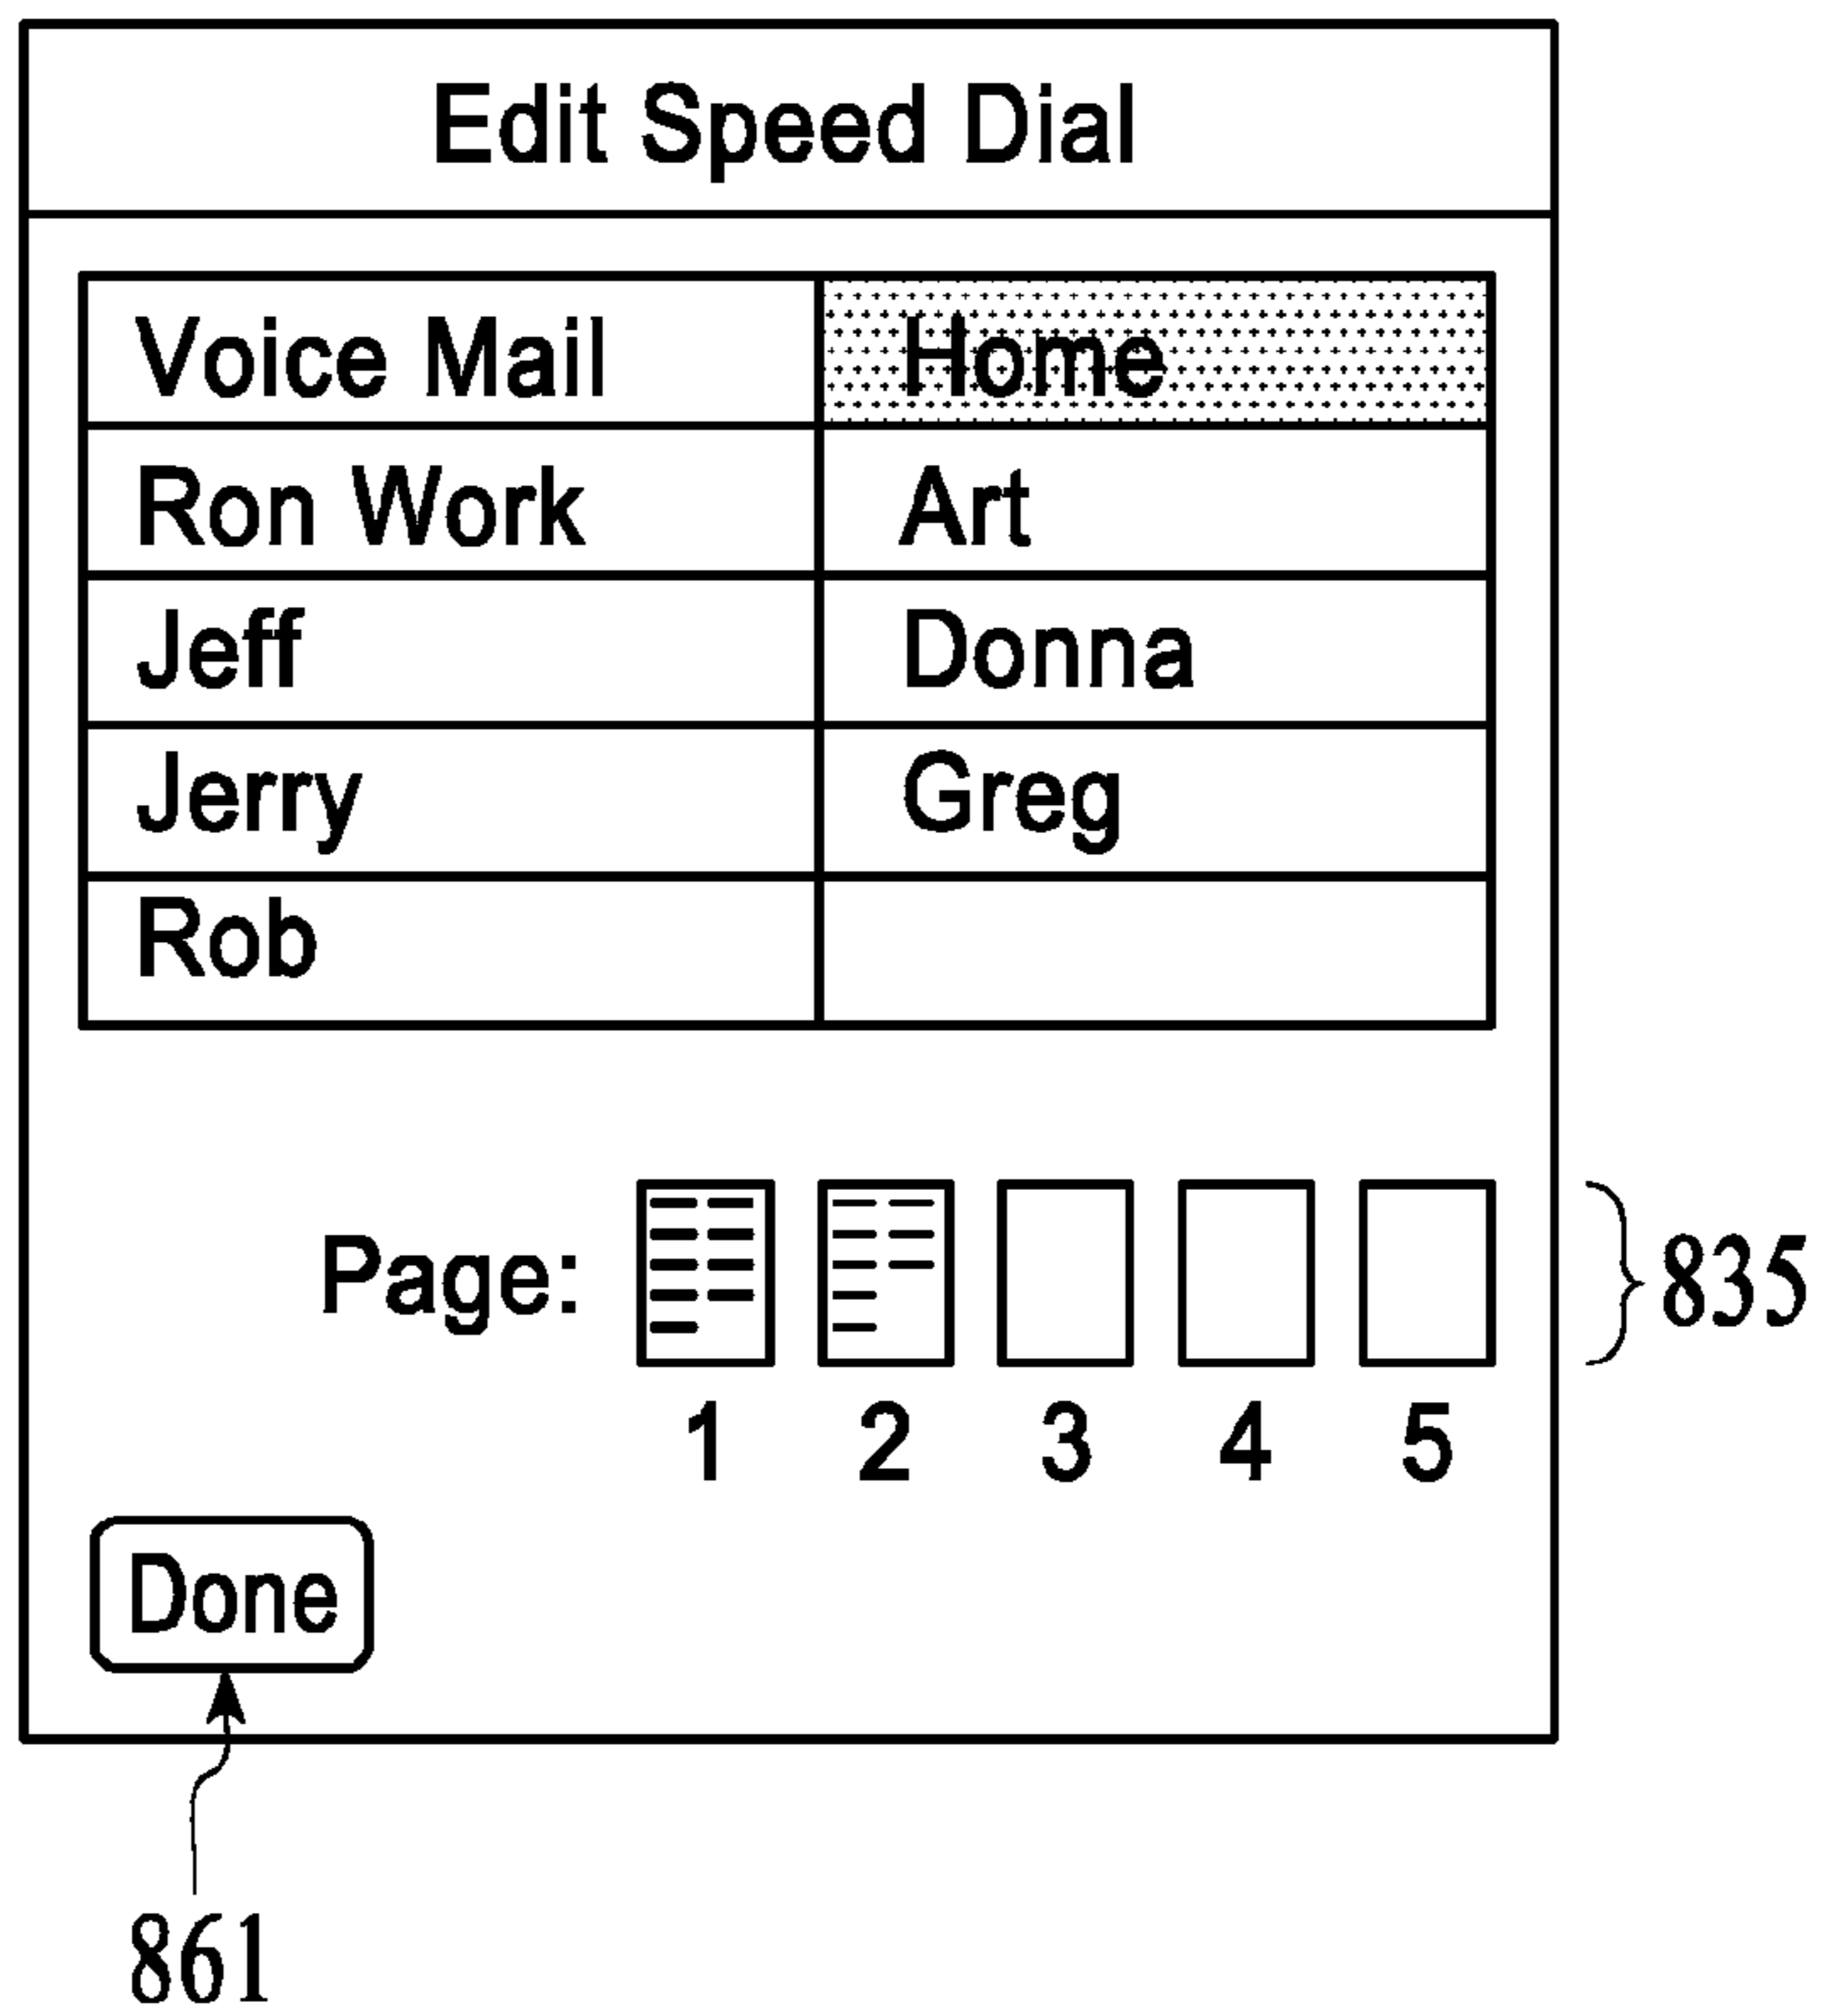 Edit Speed Dial
Voice Mail Home
Ron Work Art
Jeff Donna
Jerry Greg
Rob
Page: 835
1 2 3 4 5
Done
861